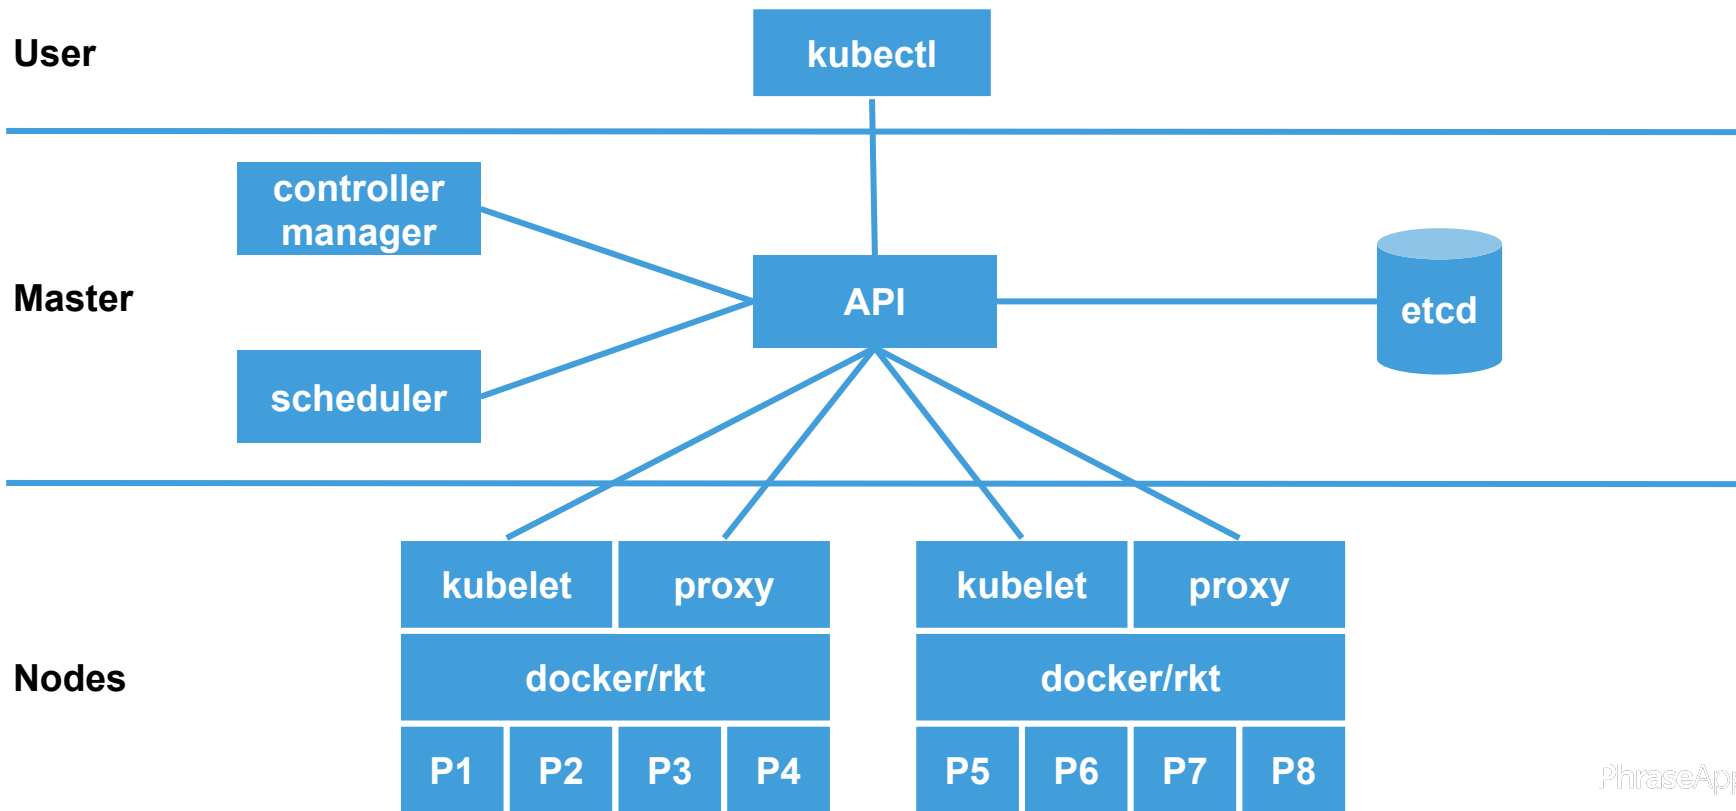 User
kubectl
controller
manager
Master
API
etcd
scheduler
kubelet
proxy
kubelet
proxy
Nodes
docker/rkt
docker/rkt
P1
P2
P3
P4
P5
P6
P7
P8
PhraseApp